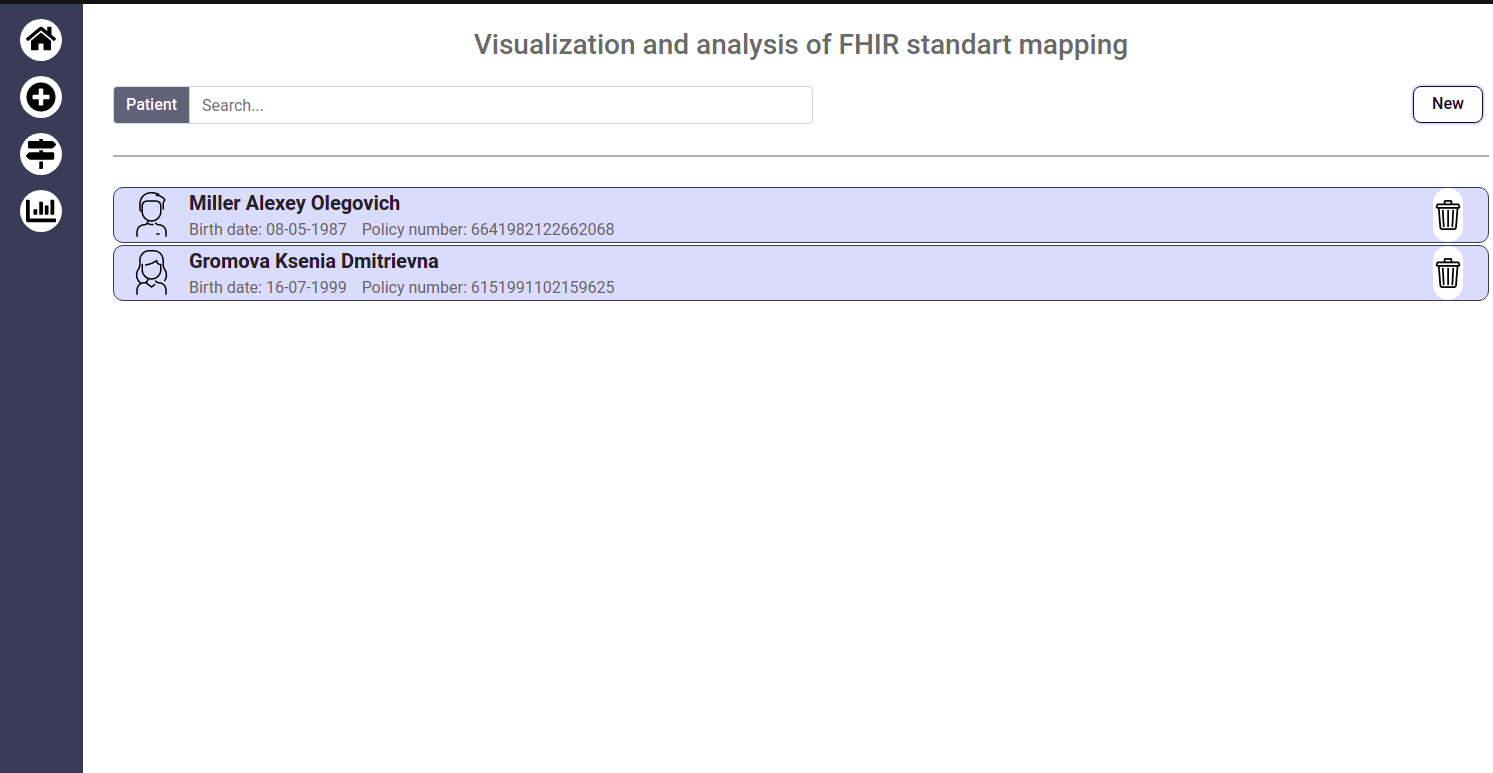 Visualization and analysis of FHIR standart mapping
Patient Search...
New
Miller Alexey Olegovich
Birth date: 08-05-1987 Policy number: 6641982122662068
Gromova Ksenia Dmitrievna
Birth date: 16-07-1999 Policy number: 6151991102159625